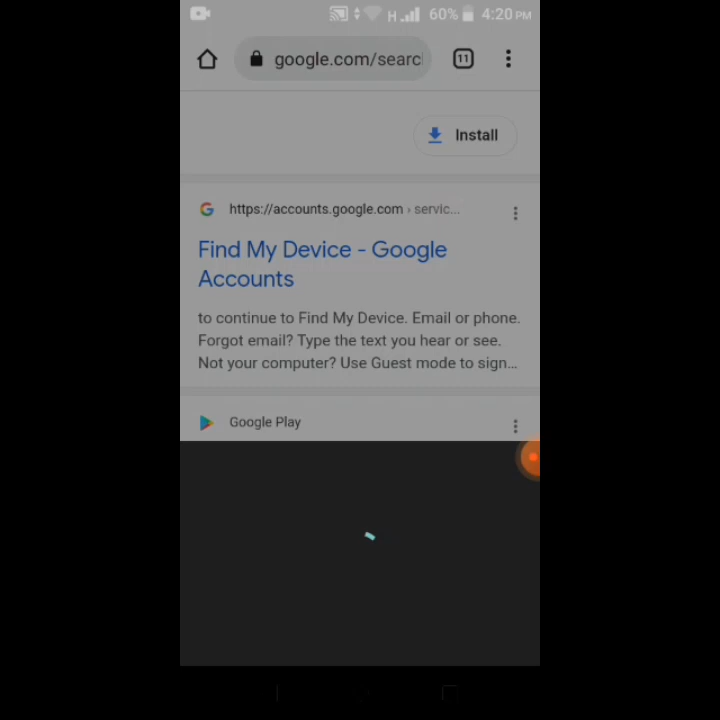 H 60% 4:20 PM
google.com/searc 11
Install
https://accounts.google.com › servic...
Find My Device - Google
Accounts
to continue to Find My Device. Email or phone.
Forgot email? Type the text you hear or see.
Not your computer? Use Guest mode to sign...
Google Play